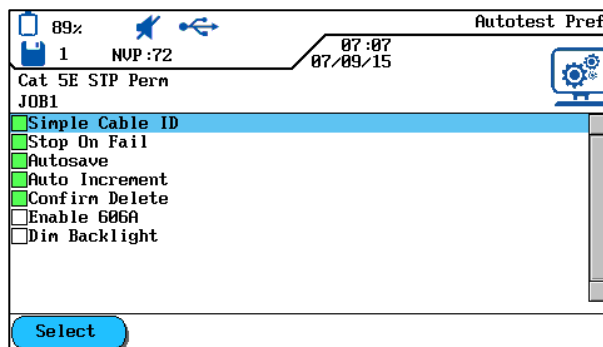 89% Autotest Pref
1 NVP:72 07:07
07/09/15
Cat 5E STP Perm
JOB1
Simple Cable ID
Stop On Fail
Autosave
Auto Increment
Confirm Delete
Enable 606A
Dim Backlight
Select